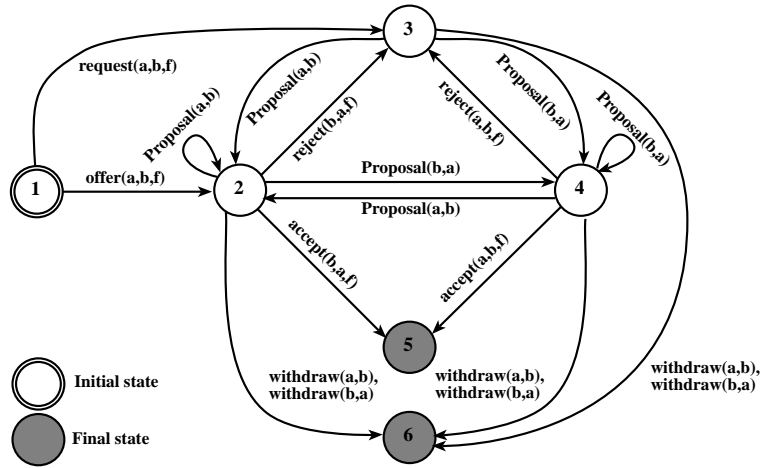 3
request(a,b,f)
Proposal(a,b)
Proposal(a,b)
reject(b,a,f)
reject(a,b,f)
Proposal(b,a)
Proposal(b,a)
1
offer(a,b,f)
2
Proposal(b,a)
Proposal(a,b)
4
accept(b,a,f)
accept(a,b,f)
5
withdraw(a,b),
withdraw(b,a)
withdraw(a,b),
withdraw(b,a)
withdraw(a,b),
withdraw(b,a)
Initial state
6
Final state